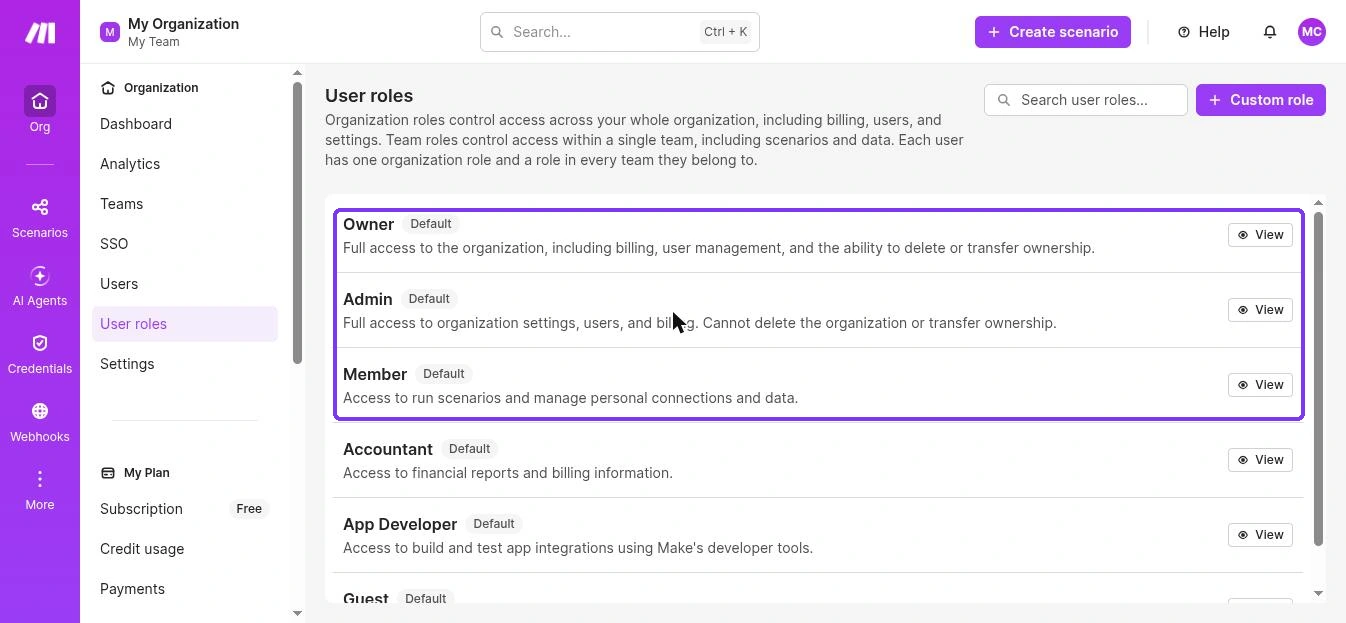 My Organization
My Team
Search...
Ctrl + K
Create scenario
Help
MC
M
Org
Scenarios
AI Agents
Credentials
Webhooks
More
Organization
Dashboard
Analytics
Teams
SSO
Users
User roles
Settings
My Plan
Subscription Free
Credit usage
Payments
User roles
Organization roles control access across your whole organization, including billing, users, and
settings. Team roles control access within a single team, including scenarios and data. Each user
has one organization role and a role in every team they belong to.
Search user roles...
Custom role
Owner Default
Full access to the organization, including billing, user management, and the ability to delete or transfer ownership.
View
Admin Default
Full access to organization settings, users, and billing. Cannot delete the organization or transfer ownership.
View
Member Default
Access to run scenarios and manage personal connections and data.
View
Accountant Default
Access to financial reports and billing information.
View
App Developer Default
Access to build and test app integrations using Make's developer tools.
View
Guest Default